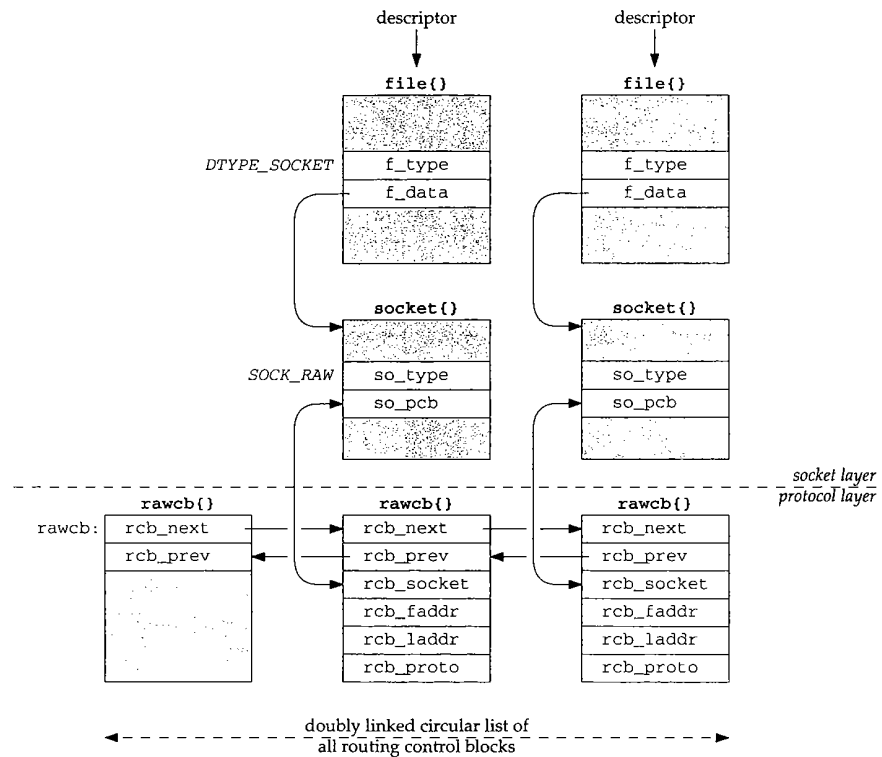 descriptor descriptor
file{} file{}
DTYPE_SOCKET f_type f_type
f_data f_data
socket{} socket{}
SOCK_RAW so_type so_type
so_pcb so_pcb
socket layer
protocol layer
rawcb{} rawcb{} rawcb{}
rawcb: rcb_next rcb_next rcb_next
rcb_prev rcb_prev rcb_prev
rcb_socket rcb_socket
rcb_faddr rcb_faddr
rcb_laddr rcb_laddr
rcb_proto rcb_proto
doubly linked circular list of
all routing control blocks